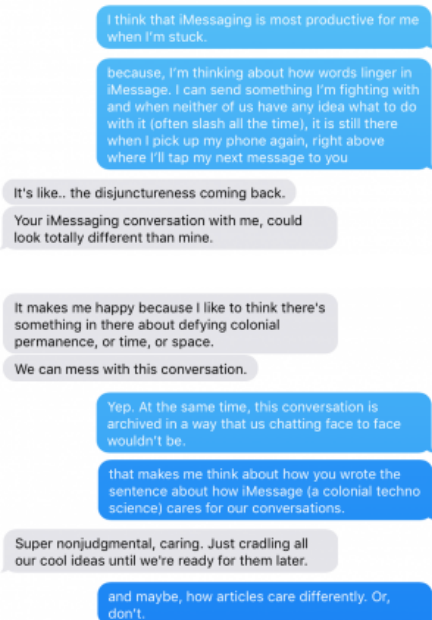 I think that iMessaging is most productive for me
when I'm stuck.
because, I'm thinking about how words linger in
iMessage. I can send something I'm fighting with
and when neither of us have any idea what to do
with it (often slash all the time), it is still there
when I pick up my phone again, right above
where I'll tap my next message to you
It's like.. the disjunctureness coming back.
Your iMessaging conversation with me, could
look totally different than mine.
It makes me happy because I like to think there's
something in there about defying colonial
permanence, or time, or space.
We can mess with this conversation.
Yep. At the same time, this conversation is
archived in a way that us chatting face to face
wouldn't be.
that makes me think about how you wrote the
sentence about how iMessage (a colonial techno
science) cares for our conversations.
Super nonjudgmental, caring. Just cradling all
our cool ideas until we're ready for them later.
and maybe, how articles care differently. Or,
don't.